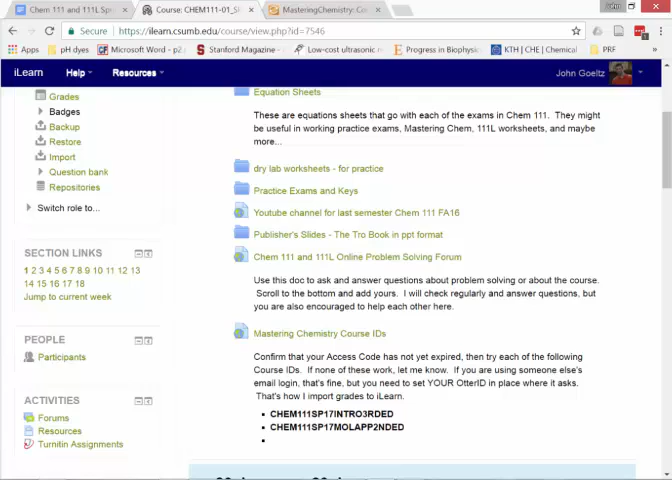 John
Chem 111 and 111L Sp
Course: CHEM111-01_S
MasteringChemistry: Co
Secure
https://ilearn.csumb.edu/course/view.php?id=7546
Apps
pH dyes
Microsoft Word - p2
Stanford Magazine -
Low-cost ultrasonic r
Progress in Biophysi
KTH | CHE | Chemical
PRF
iLearn
Help
Resources
John Goeltz
Grades
Badges
Backup
Restore
Import
Question bank
Repositories
Switch role to...
SECTION LINKS
1 2 3 4 5 6 7 8 9 10 11 12 13
14 15 16 17 18
Jump to current week
PEOPLE
Participants
ACTIVITIES
Forums
Resources
Turnitin Assignments
Equation Sheets
These are equations sheets that go with each of the exams in Chem 111. They might
be useful in working practice exams, Mastering Chem, 111L worksheets, and maybe
more...
dry lab worksheets - for practice
Practice Exams and Keys
Youtube channel for last semester Chem 111 FA16
Publisher's Slides - The Tro Book in ppt format
Chem 111 and 111L Online Problem Solving Forum
Use this doc to ask and answer questions about problem solving or about the course.
Scroll to the bottom and add yours. I will check regularly and answer questions, but
you are also encouraged to help each other here.
Mastering Chemistry Course IDs
Confirm that your Access Code has not yet expired, then try each of the following
Course IDs. If none of these work, let me know. If you are using someone else's
email login, that's fine, but you need to set YOUR OtterID in place where it asks.
That's how I import grades to iLearn.
CHEM111SP17INTRO3RDED
CHEM111SP17MOLAPP2NDED